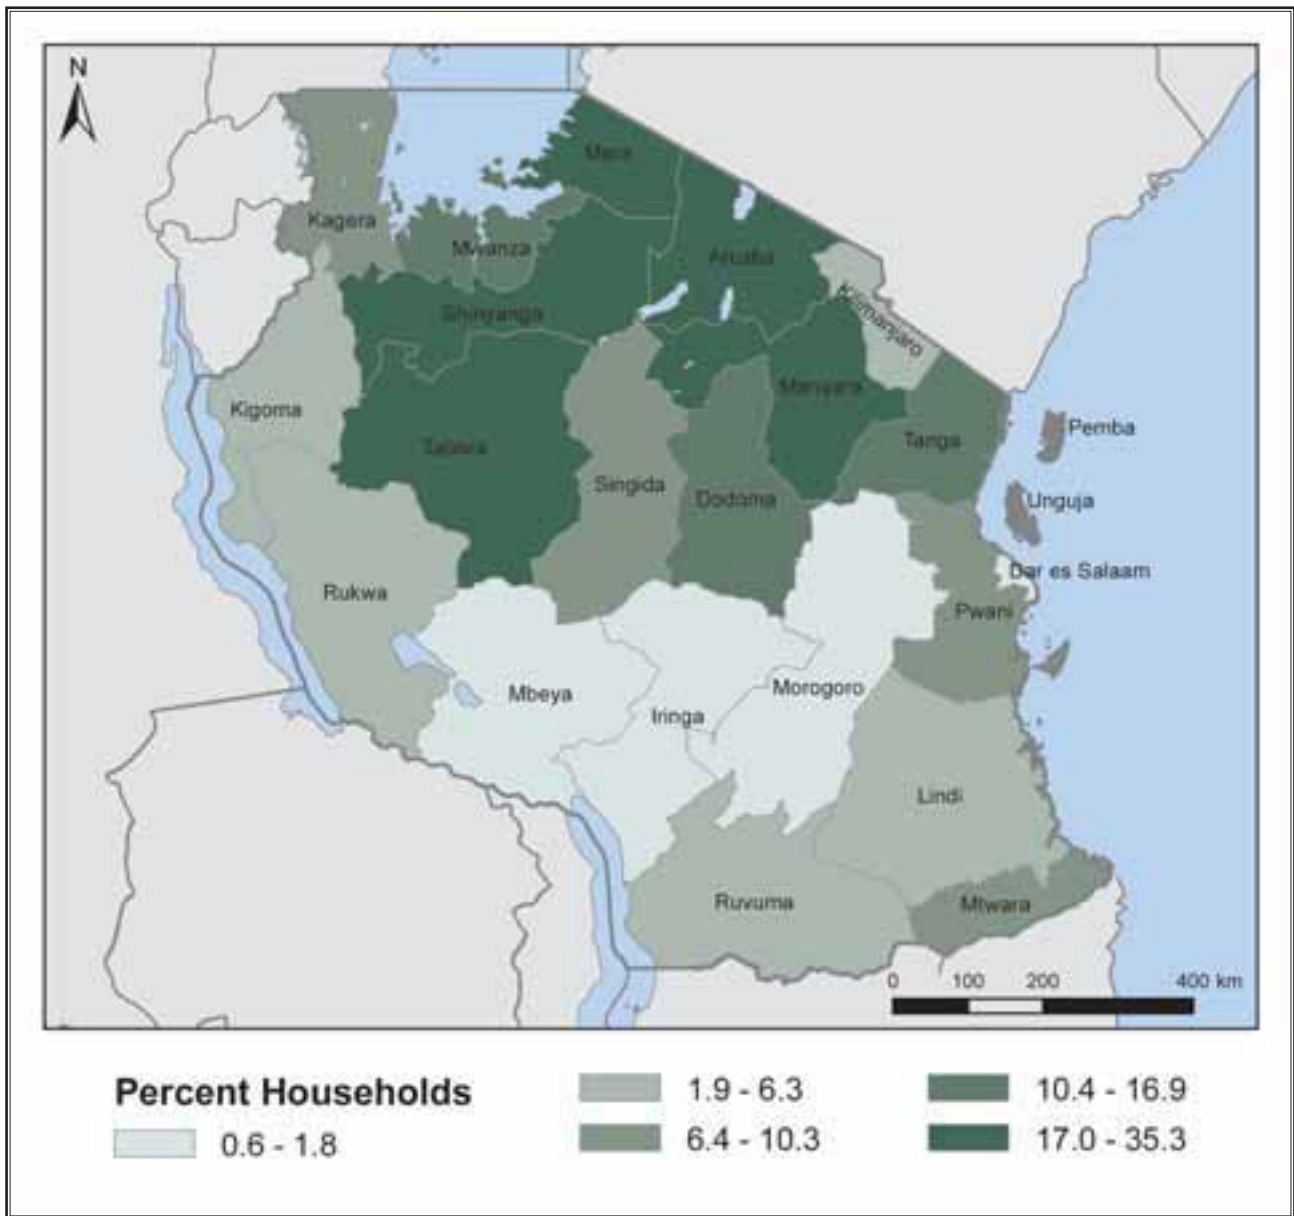 N
Mara
Kagera
Mwanza
Arusha
Shinyanga
Kilimanjaro
Kigoma
Manyara
Tabora
Tanga
Pemba
Singida
Dodoma
Unguja
Rukwa
Dar es Salaam
Pwani
Mbeya
Iringa
Morogoro
Lindi
Ruvuma
Mtwara
0 100 200 400 km
Percent Households
0.6 - 1.8
1.9 - 6.3
6.4 - 10.3
10.4 - 16.9
17.0 - 35.3